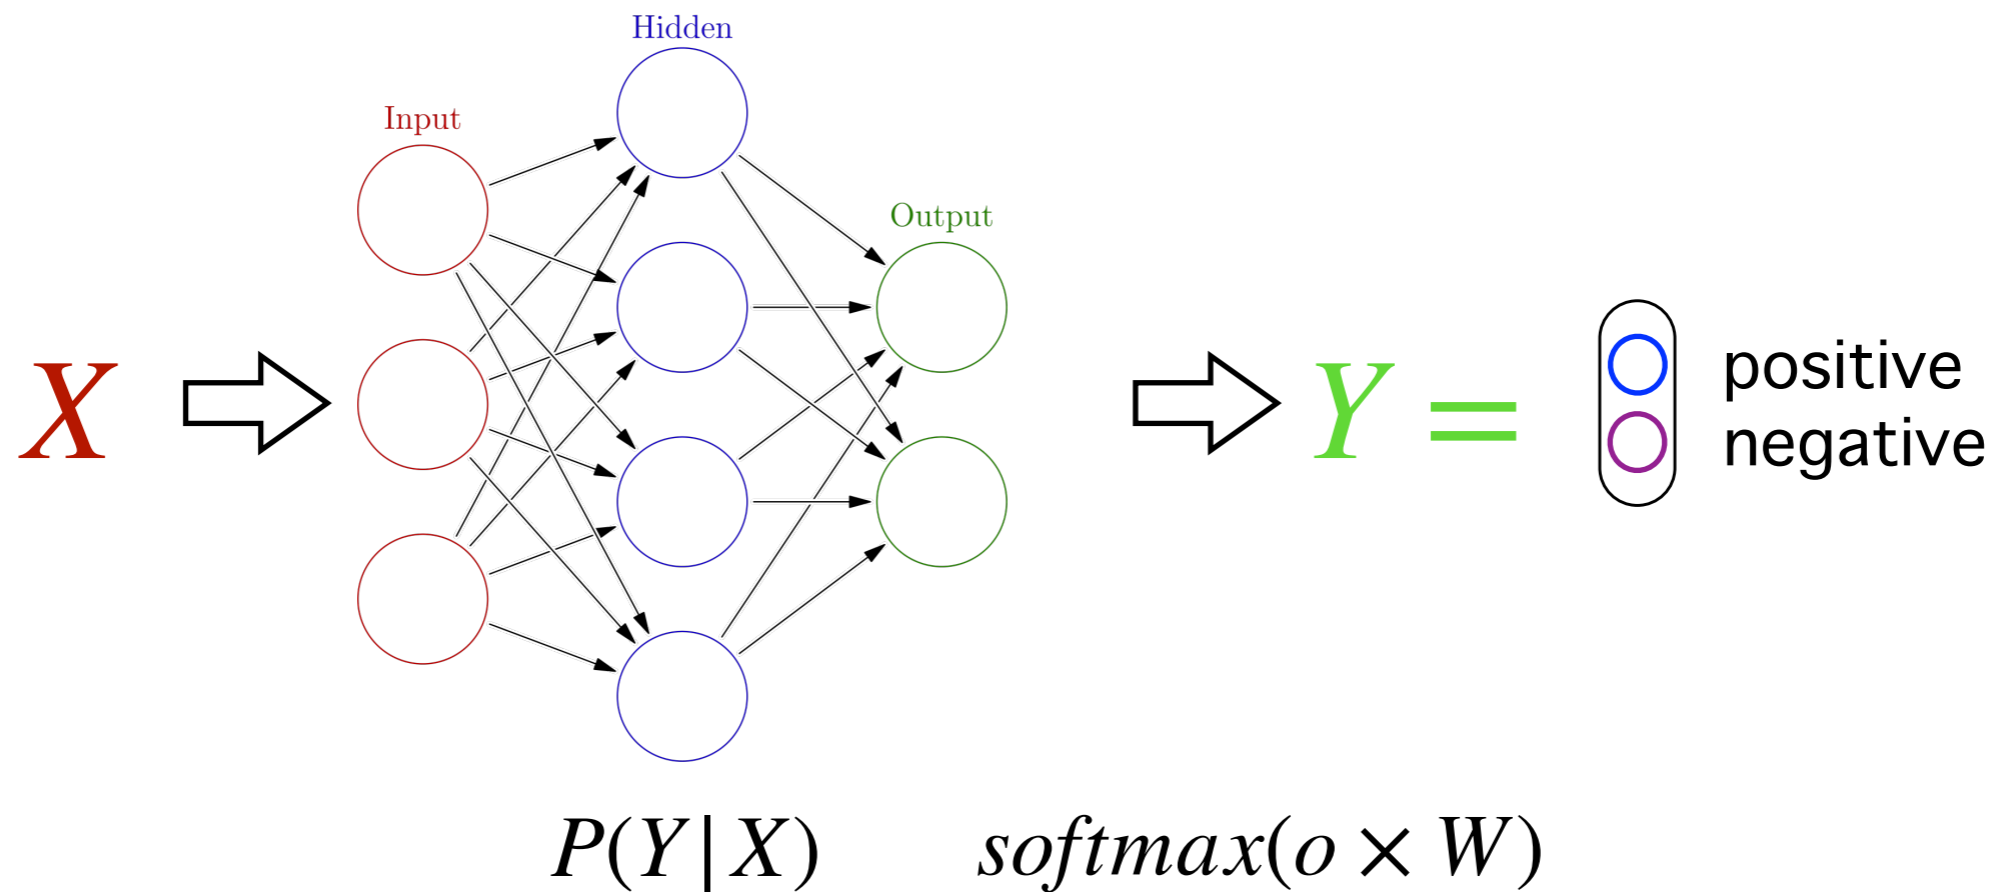 Hidden
Input
Output
X
Y =
positive
negative
P(Y|X)
softmax(o × W)